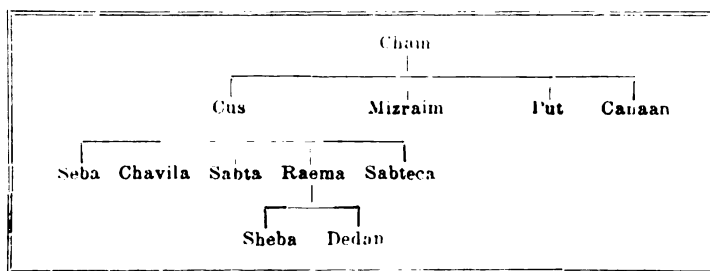 Cham
Cus Mizraim Put Canaan
Seba Chavila Sabta Raema Sabteca
Sheba Dedan